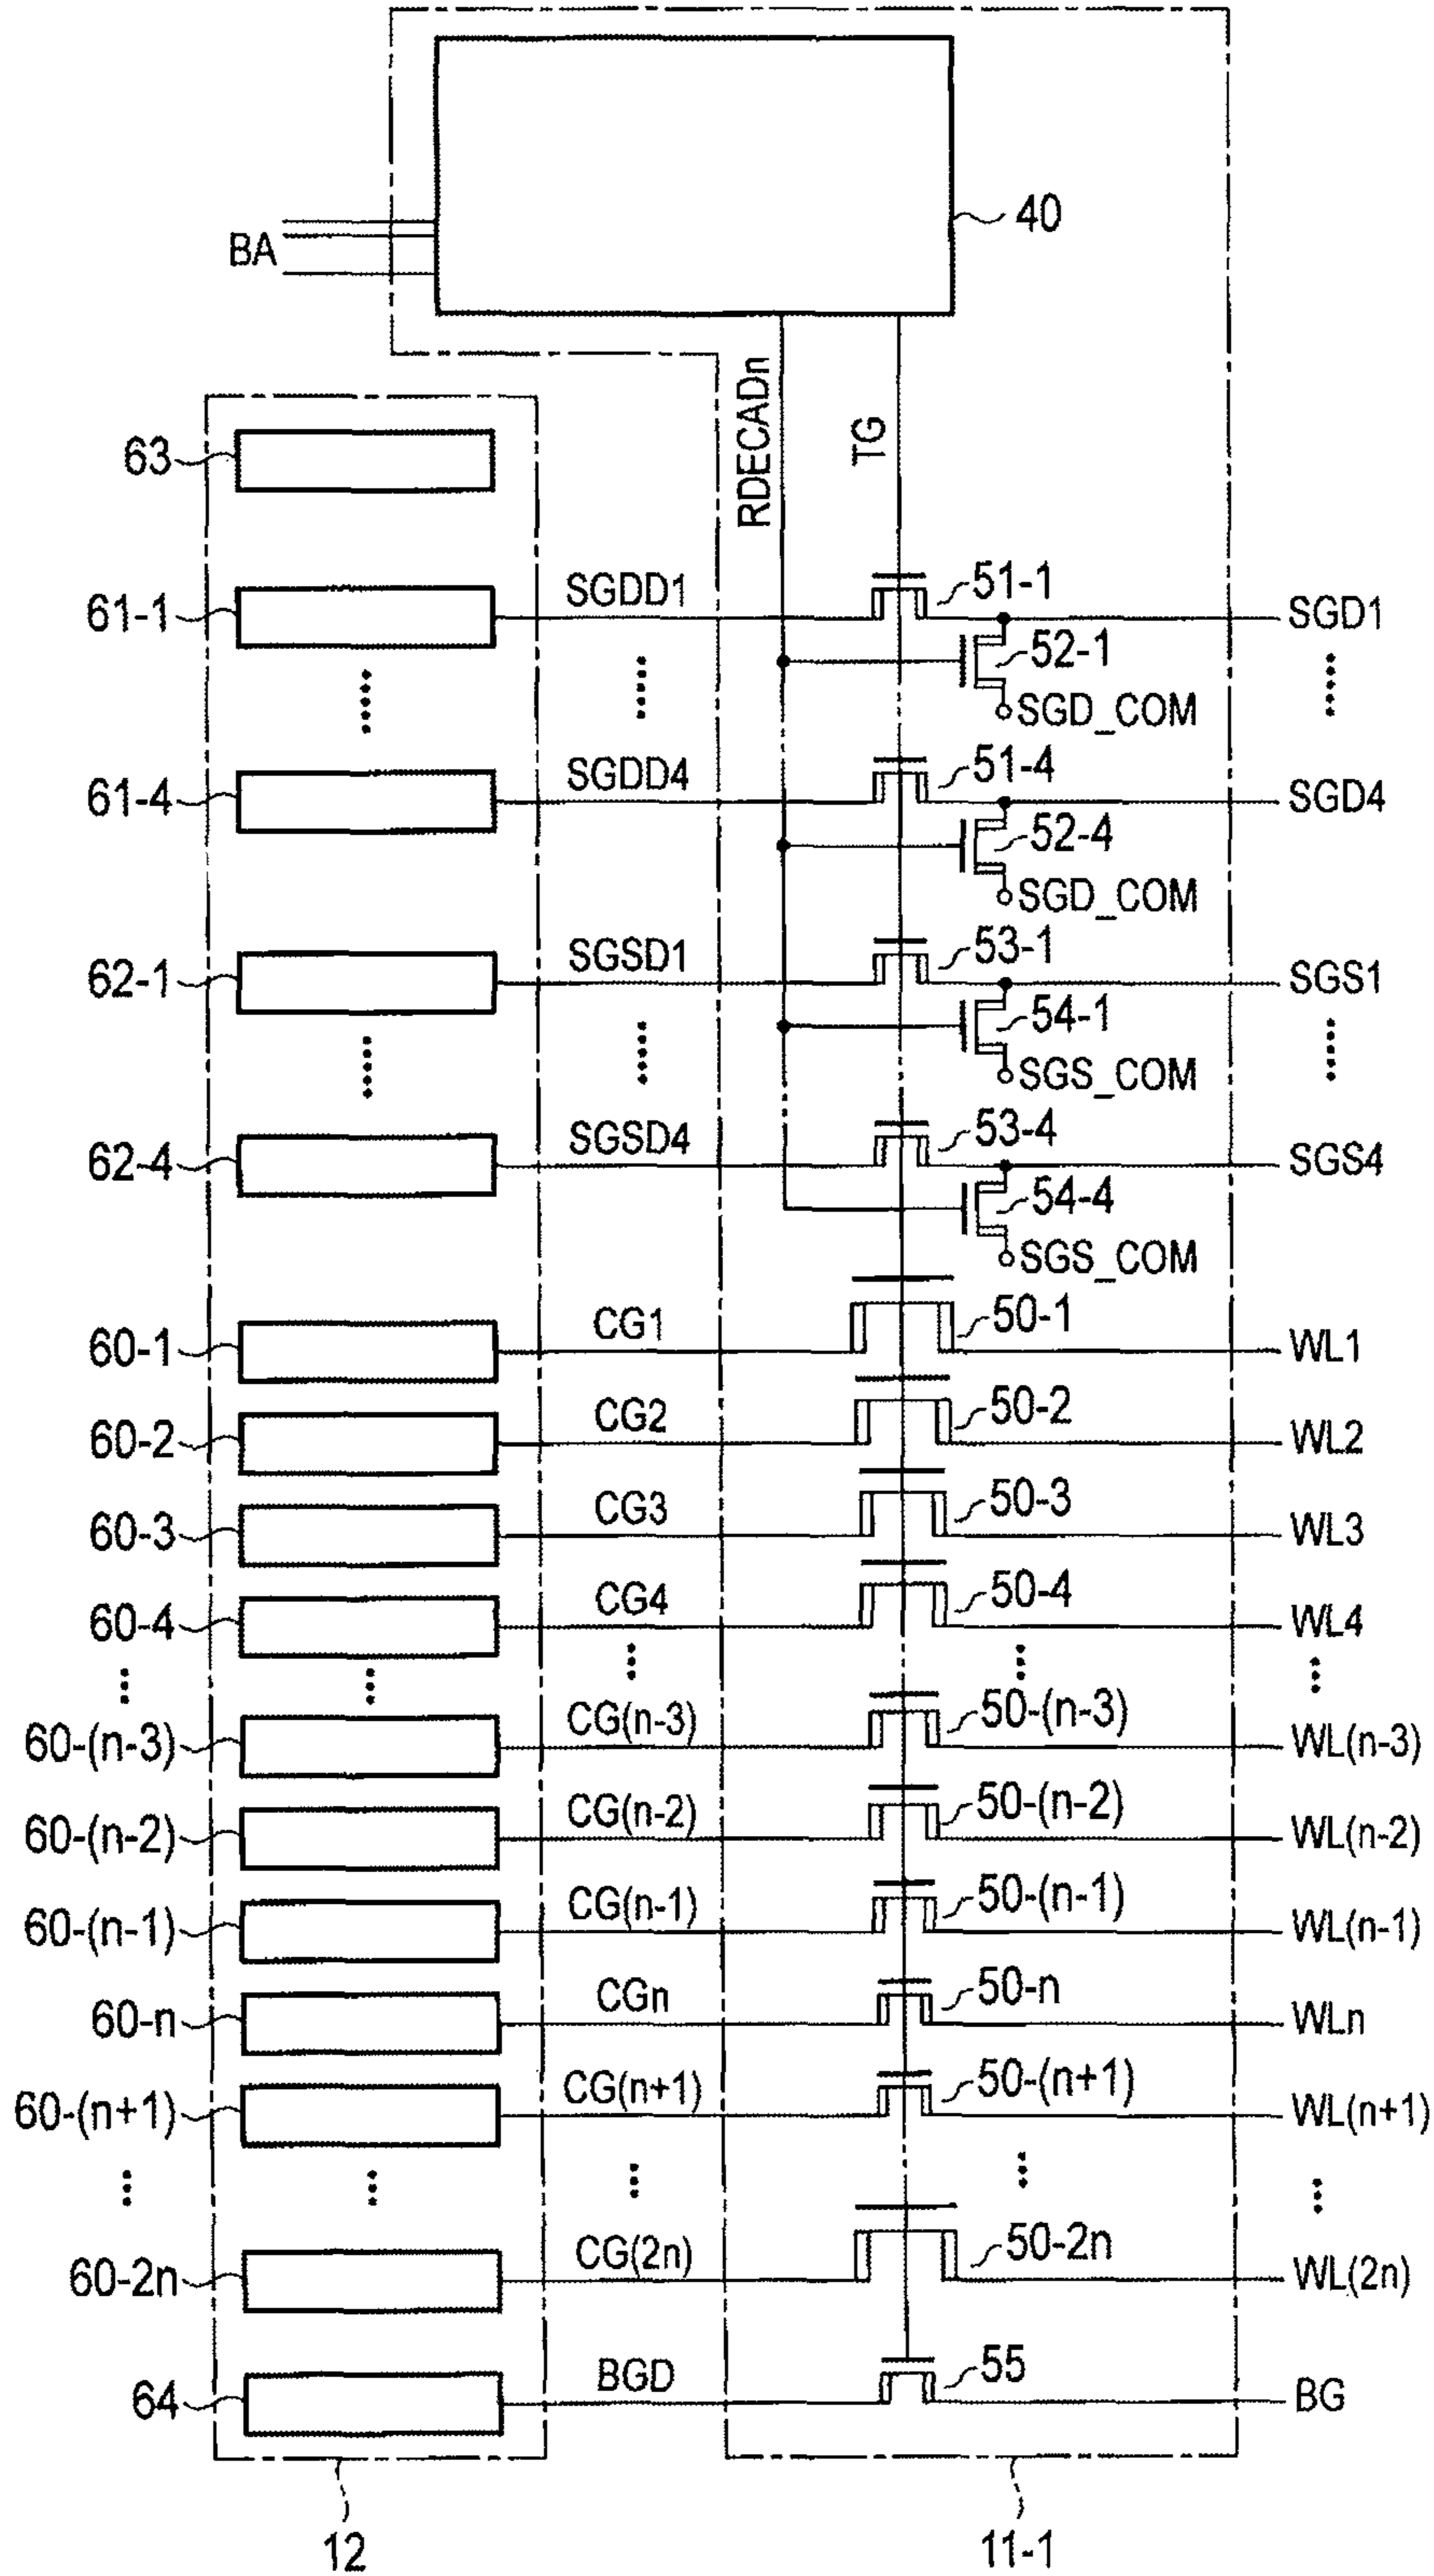 40
BA
RDECADn
TG
63
61-1 SGDD1 51-1 SGD1
52-1
SGD_COM
61-4 SGDD4 51-4 SGD4
52-4
SGD_COM
62-1 SGSD1 53-1 SGS1
54-1
SGS_COM
62-4 SGSD4 53-4 SGS4
54-4
SGS_COM
60-1 CG1 50-1 WL1
60-2 CG2 50-2 WL2
60-3 CG3 50-3 WL3
60-4 CG4 50-4 WL4
60-(n-3) CG(n-3) 50-(n-3) WL(n-3)
60-(n-2) CG(n-2) 50-(n-2) WL(n-2)
60-(n-1) CG(n-1) 50-(n-1) WL(n-1)
60-n CGn 50-n WLn
60-(n+1) CG(n+1) 50-(n+1) WL(n+1)
60-2n CG(2n) 50-2n WL(2n)
64 BGD 55 BG
12 11-1